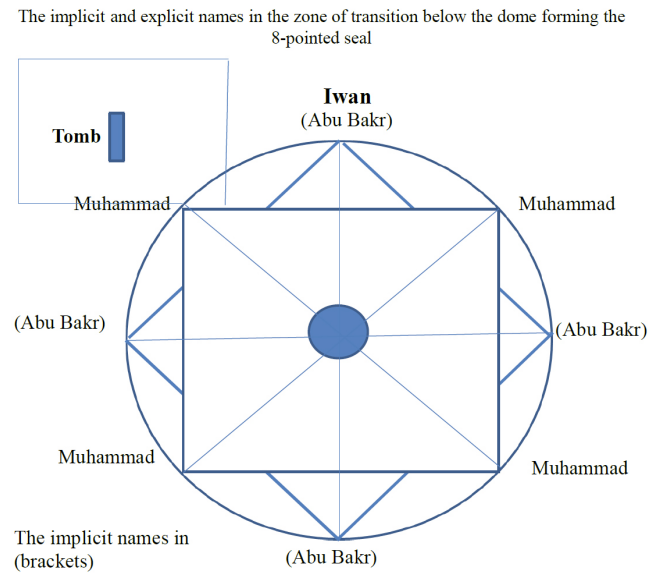 The implicit and explicit names in the zone of transition below the dome forming the
8-pointed seal
Iwan
(Abu Bakr)
Tomb
Muhammad
Muhammad
(Abu Bakr)
(Abu Bakr)
Muhammad
Muhammad
The implicit names in
(brackets)
(Abu Bakr)